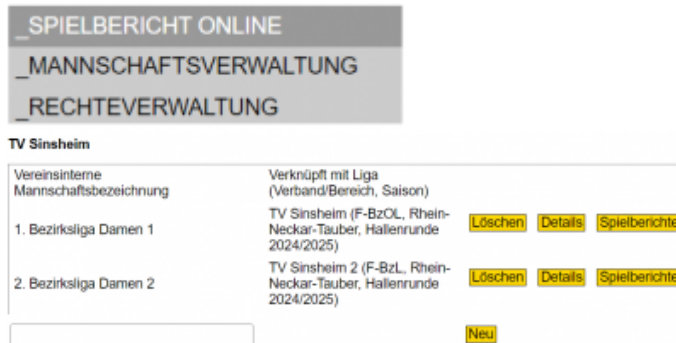 _SPIELBERICHT ONLINE
_MANNSCHAFTSVERWALTUNG
_RECHTEVERWALTUNG
TV Sinsheim
Vereinsinterne
Mannschaftsbezeichnung
Verknüpft mit Liga
(Verband/Bereich, Saison)
1. Bezirksliga Damen 1
TV Sinsheim (F-BzOL, Rhein-
Neckar-Tauber, Hallenrunde
2024/2025)
Löschen Details Spielberichte
2. Bezirksliga Damen 2
TV Sinsheim 2 (F-BzL, Rhein-
Neckar-Tauber, Hallenrunde
2024/2025)
Löschen Details Spielberichte
Neu